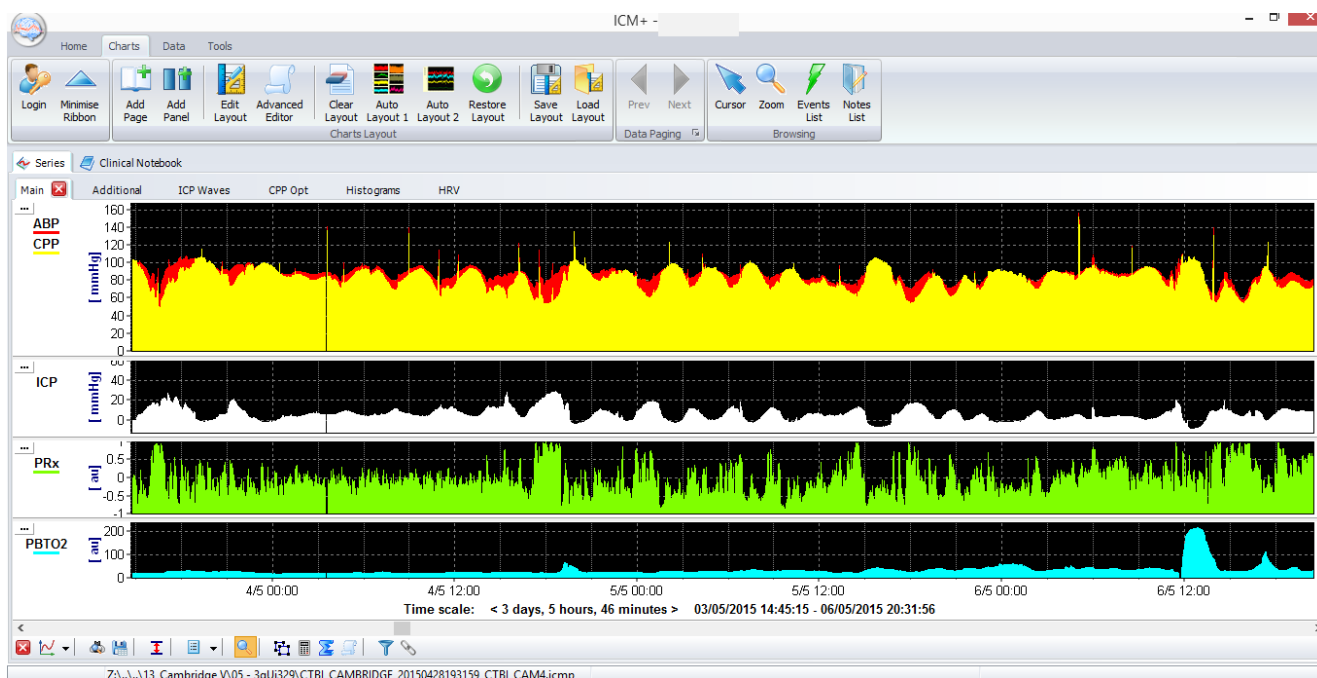 ICM+ -
Home Charts Data Tools
Login Minimise Ribbon Add Page Add Panel Edit Layout Advanced Editor Clear Layout Auto Layout 1 Auto Layout 2 Restore Layout Save Layout Load Layout Prev Next Cursor Zoom Events List Notes List
Charts Layout Data Paging Browsing
Series Clinical Notebook
Main Additional ICP Waves CPP Opt Histograms HRV
ABP
CPP
[ mmHg]
160
140
120
100
80
60
40
20
0
ICP
[ mmHg]
60
40
20
0
PRx
[ au]
1
0.5
0
-0.5
-1
PBTO2
[ au]
200
100
0
4/5 00:00 4/5 12:00 5/5 00:00 5/5 12:00 6/5 00:00 6/5 12:00
Time scale: < 3 days, 5 hours, 46 minutes > 03/05/2015 14:45:15 - 06/05/2015 20:31:56
Z:\..\..\13_Cambridge V\05 - 3gUi329\CTBI_CAMBRIDGE_20150428193159_CTBI_CAM4.icmp